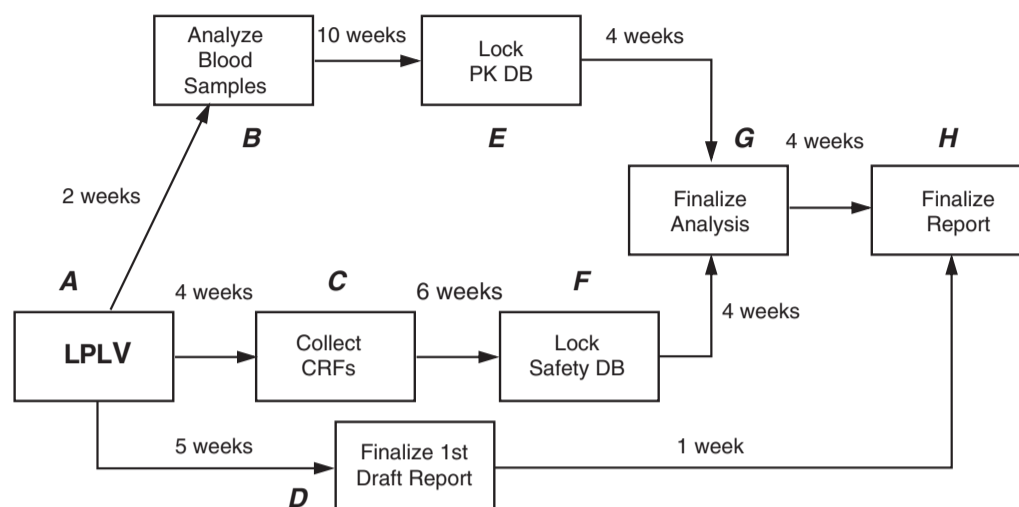 Analyze
Blood
Samples
10 weeks
Lock
PK DB
4 weeks
B
E
G
4 weeks
H
2 weeks
Finalize
Analysis
Finalize
Report
A
4 weeks
C
6 weeks
F
4 weeks
LPLV
Collect
CRFs
Lock
Safety DB
5 weeks
Finalize 1st
Draft Report
1 week
D